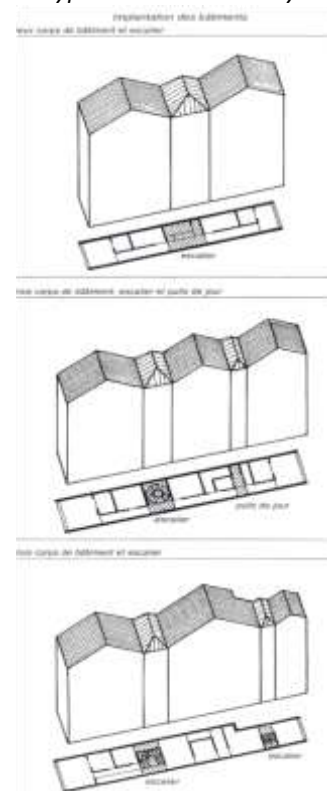 Implantation des bâtiments
deux corps de bâtiment et escalier
escalier
trois corps de bâtiment, escalier et puits de jour
escalier
puits de jour
trois corps de bâtiment et escalier
escalier
escalier